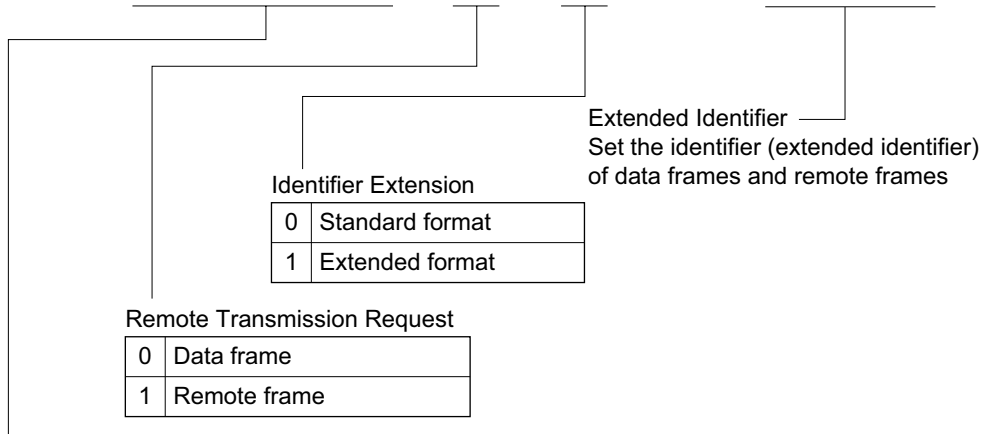 Extended Identifier
Set the identifier (extended identifier)
of data frames and remote frames
Identifier Extension
0 Standard format
1 Extended format
Remote Transmission Request
0 Data frame
1 Remote frame